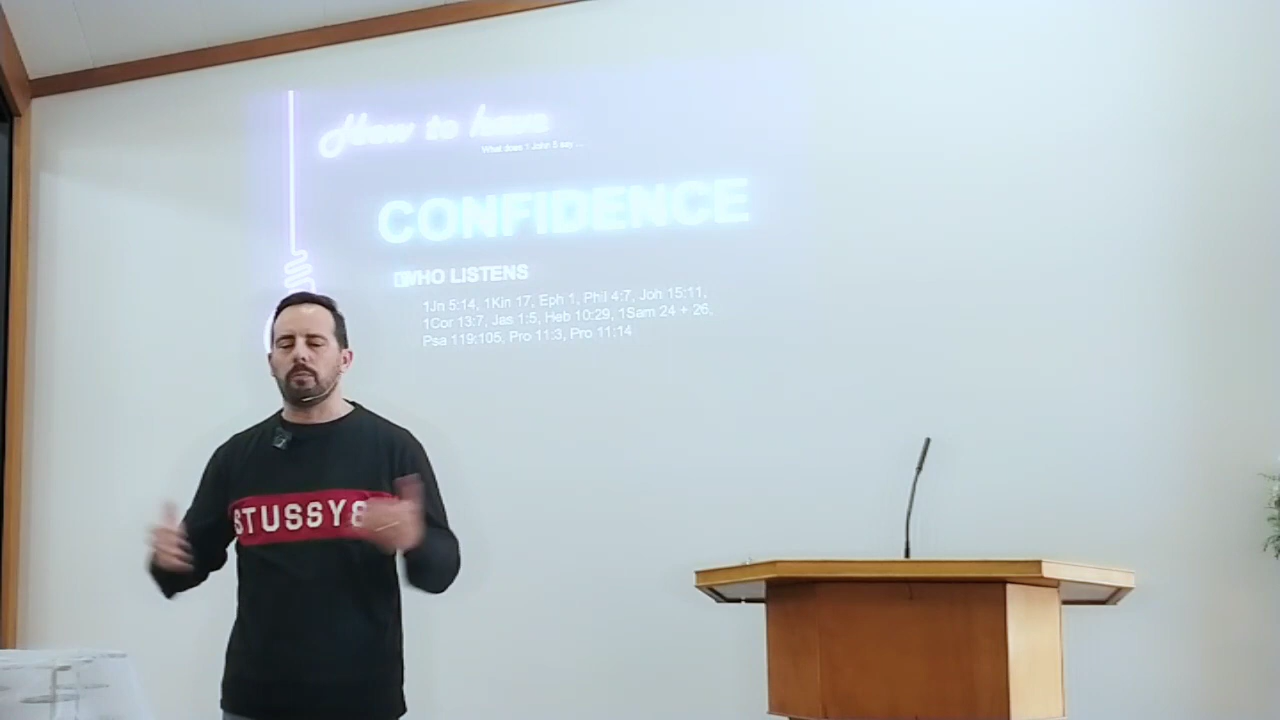 How to have
What does 1 John 5 say ...
CONFIDENCE
WHO LISTENS
1Jn 5:14, 1Kin 17, Eph 1, Phil 4:7, Joh 15:11,
1Cor 13:7, Jas 1:5, Heb 10:29, 1Sam 24 + 26,
Psa 119:105, Pro 11:3, Pro 11:14
STUSSY